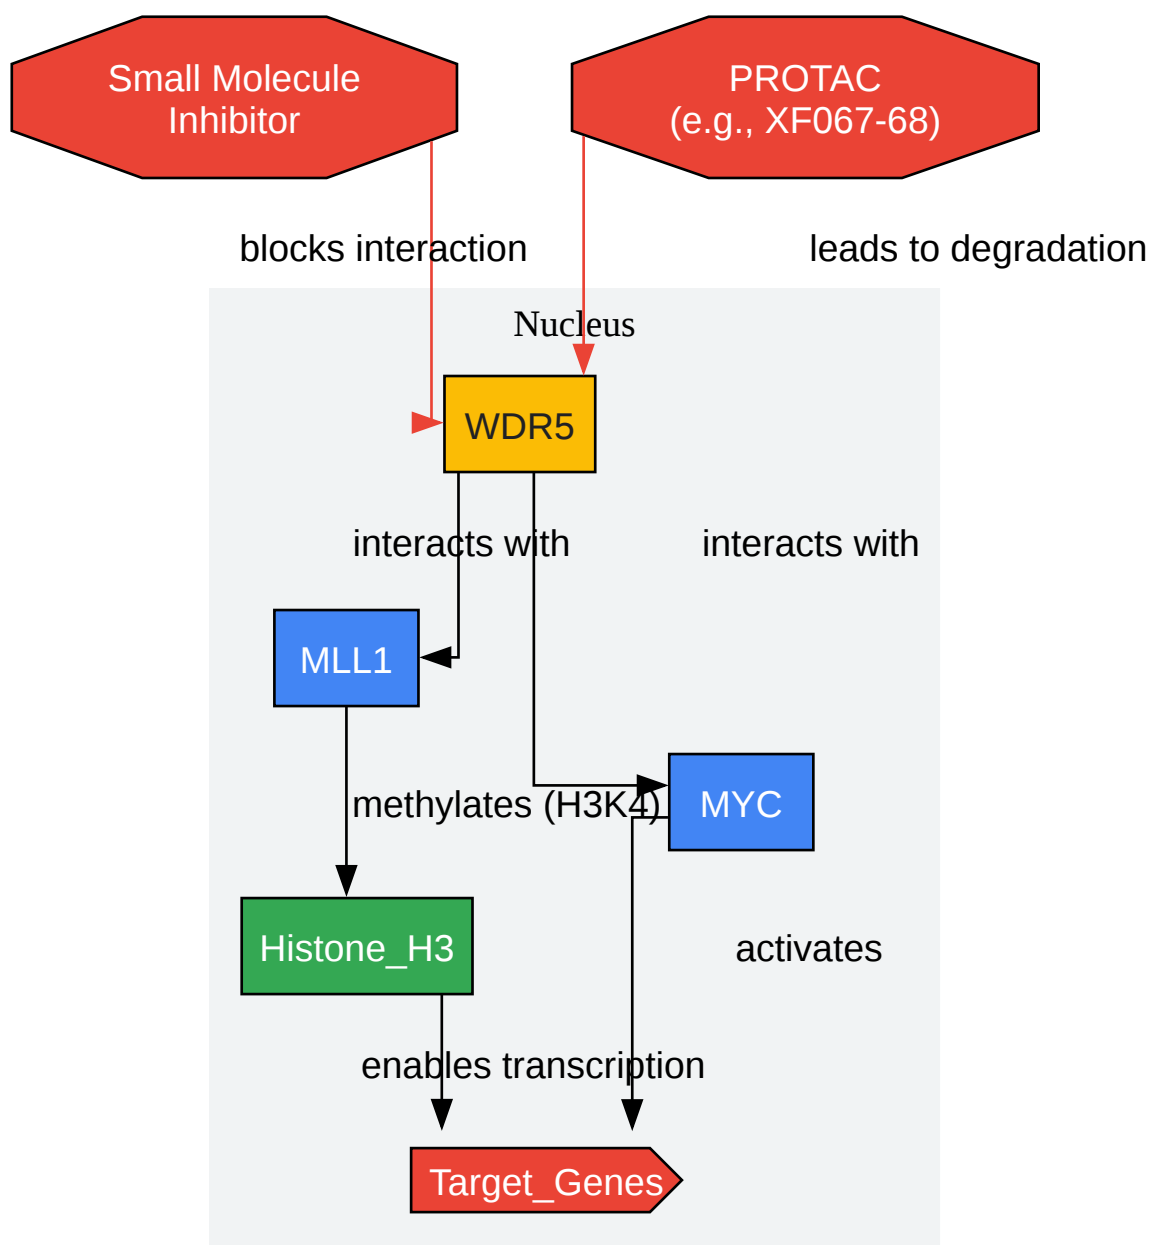 Small Molecule
Inhibitor
PROTAC
(e.g., XF067-68)
blocks interaction
leads to degradation
Nucleus
WDR5
interacts with
interacts with
MLL1
methylates (H3K4)
MYC
Histone_H3
activates
enables transcription
Target_Genes